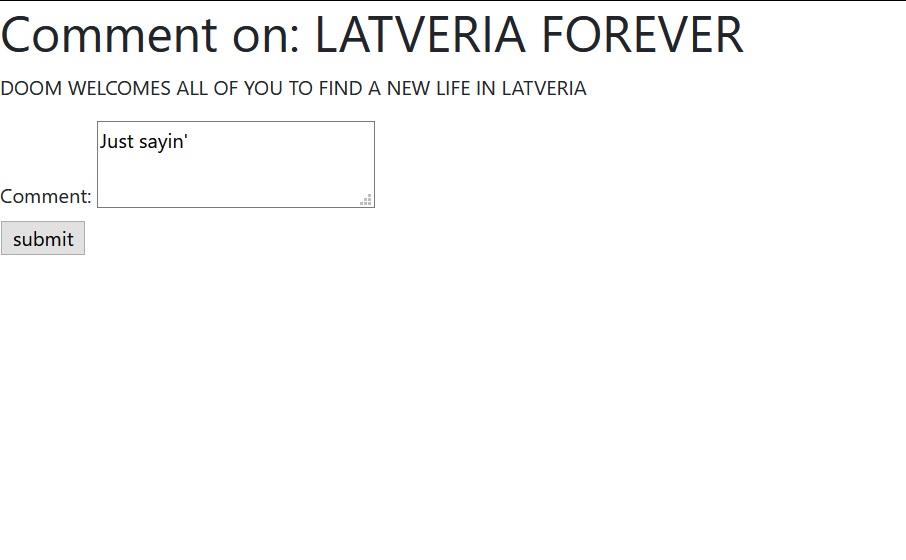 Comment on: LATVERIA FOREVER
DOOM WELCOMES ALL OF YOU TO FIND A NEW LIFE IN LATVERIA
Just sayin'
Comment:
submit